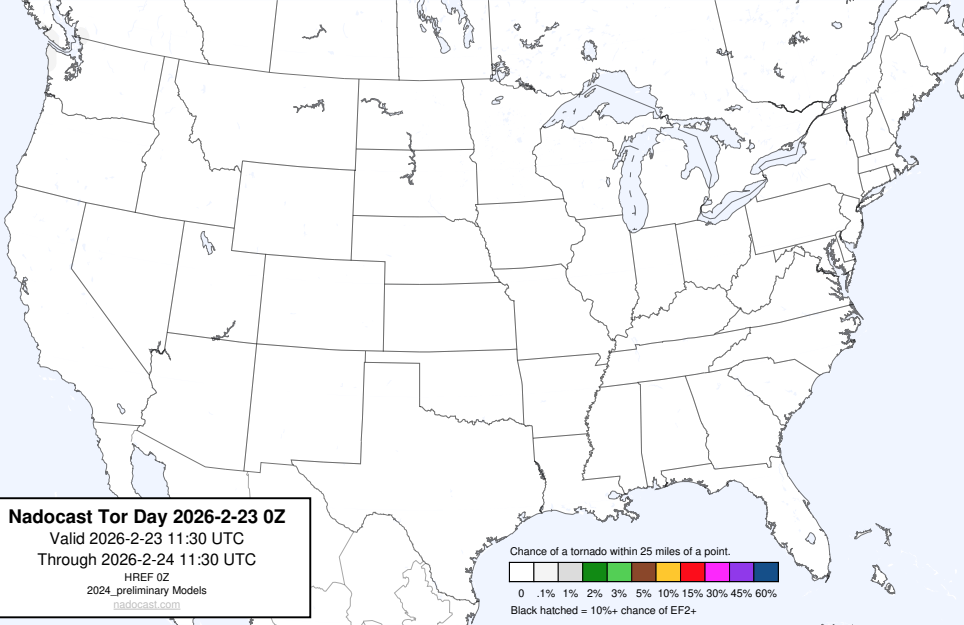 Nadocast Tor Day 2026-2-23 0Z
Valid 2026-2-23 11:30 UTC
Through 2026-2-24 11:30 UTC
HREF 0Z
2024_preliminary Models
nadocast.com
Chance of a tornado within 25 miles of a point.
0 .1% 1% 2% 3% 5% 10% 15% 30% 45% 60%
Black hatched = 10%+ chance of EF2+